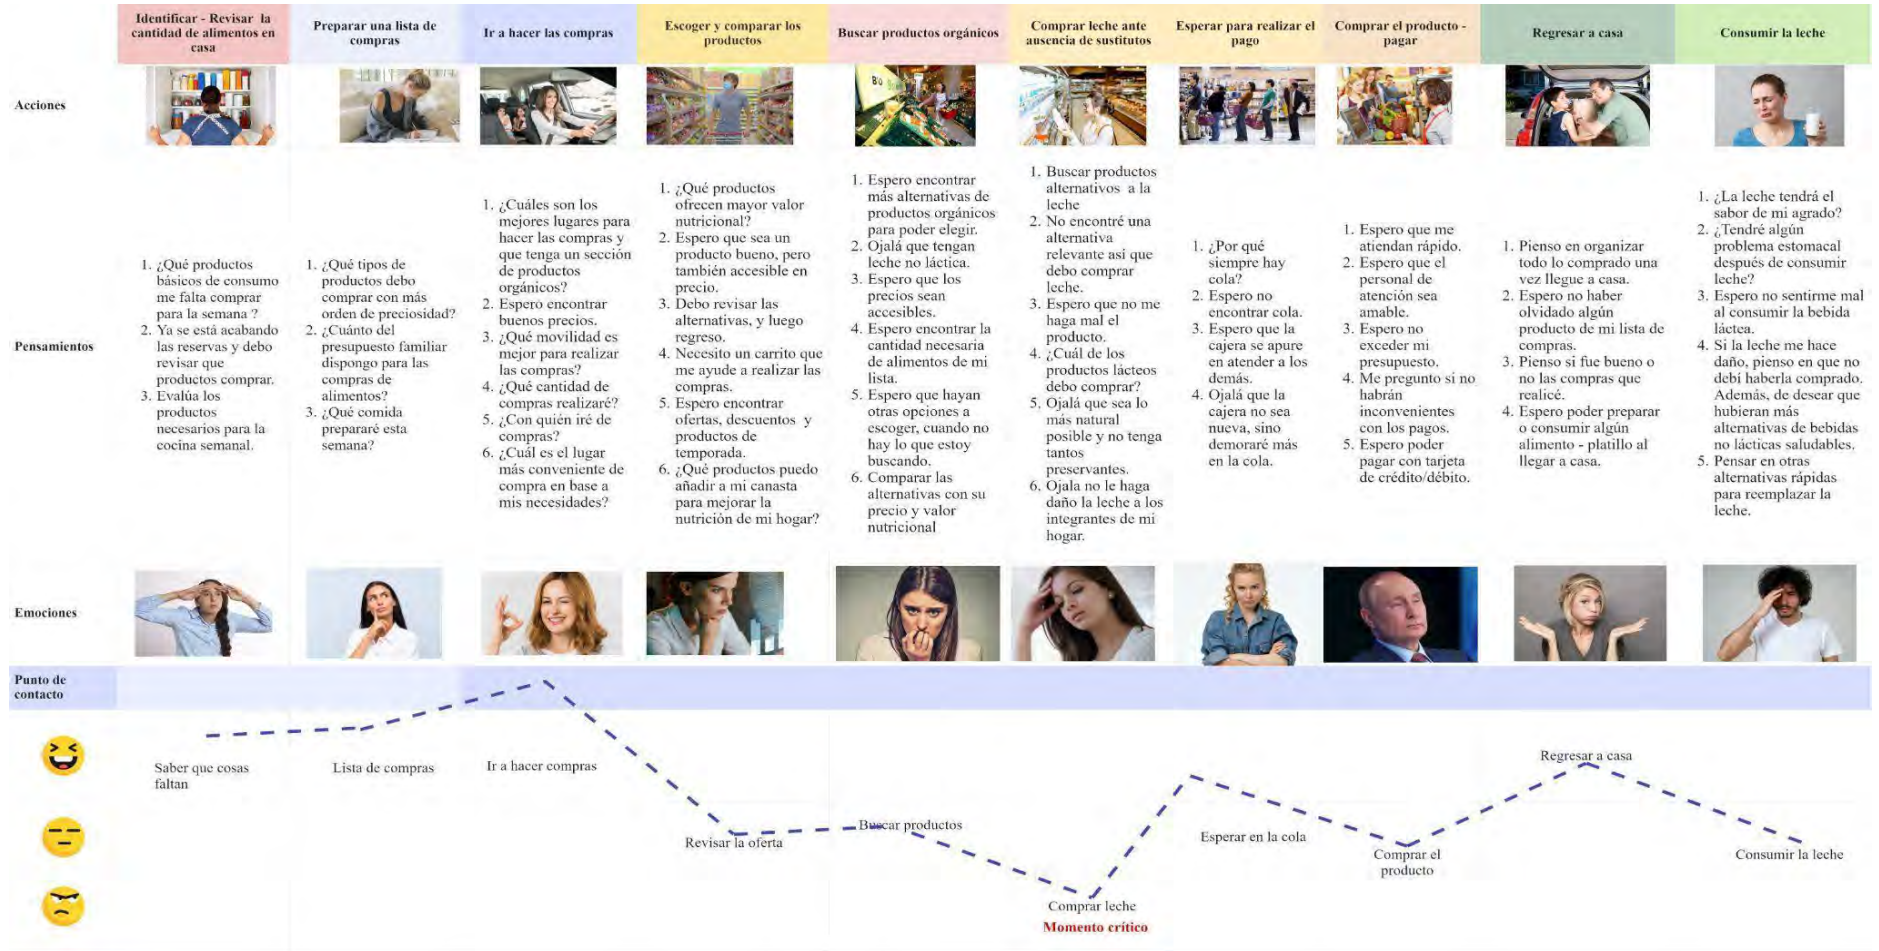 Identificar - Revisar la
cantidad de alimentos en
casa
Preparar una lista de
compras
Ir a hacer las compras
Escoger y comparar los
productos
Buscar productos orgánicos
Comprar leche ante
ausencia de sustitutos
Esperar para realizar el
pago
Comprar el producto -
pagar
Regresar a casa
Consumir la leche
Acciones
Pensamientos
1. ¿Qué productos
básicos de consumo
me falta comprar
para la semana ?
2. Ya se está acabando
las reservas y debo
revisar que
productos comprar.
3. Evalúa los
productos
necesarios para la
cocina semanal.
1. ¿Qué tipos de
productos debo
comprar con más
orden de preciosidad?
2. ¿Cuánto del
presupuesto familiar
dispongo para las
compras de
alimentos?
3. ¿Qué comida
prepararé esta
semana?
1. ¿Cuáles son los
mejores lugares para
hacer las compras y
que tenga un sección
de productos
orgánicos?
2. Espero encontrar
buenos precios.
3. ¿Qué movilidad es
mejor para realizar
las compras?
4. ¿Qué cantidad de
compras realizaré?
5. ¿Con quién iré de
compras?
6. ¿Cuál es el lugar
más conveniente de
compra en base a
mis necesidades?
1. ¿Qué productos
ofrecen mayor valor
nutricional?
2. Espero que sea un
producto bueno, pero
también accesible en
precio.
3. Debo revisar las
alternativas, y luego
regreso.
4. Necesito un carrito que
me ayude a realizar las
compras.
5. Espero encontrar
ofertas, descuentos y
productos de
temporada.
6. ¿Qué productos puedo
añadir a mi canasta
para mejorar la
nutrición de mi hogar?
1. Espero encontrar
más alternativas de
productos orgánicos
para poder elegir.
2. Ojalá que tengan
leche no láctica.
3. Espero que los
precios sean
accesibles.
4. Espero encontrar la
cantidad necesaria
de alimentos de mi
lista.
5. Espero que hayan
otras opciones a
escoger, cuando no
hay lo que estoy
buscando.
6. Comparar las
alternativas con su
precio y valor
nutricional
1. Buscar productos
alternativos a la
leche
2. No encontré una
alternativa
relevante así que
debo comprar
leche.
3. Espero que no me
haga mal el
producto.
4. ¿Cuál de los
productos lácteos
debo comprar?
5. Ojalá que sea lo
más natural
posible y no tenga
tantos
preservantes.
6. Ojala no le haga
daño la leche a los
integrantes de mi
hogar.
1. ¿Por qué
siempre hay
cola?
2. Espero no
encontrar cola.
3. Espero que la
cajera se apure
en atender a los
demás.
4. Ojalá que la
cajera no sea
nueva, sino
demoraré más
en la cola.
1. Espero que me
atiendan rápido.
2. Espero que el
personal de
atención sea
amable.
3. Espero no
exceder mi
presupuesto.
4. Me pregunto si no
habrán
inconvenientes
con los pagos.
5. Espero poder
pagar con tarjeta
de crédito/débito.
1. Pienso en organizar
todo lo comprado una
vez llegue a casa.
2. Espero no haber
olvidado algún
producto de mi lista de
compras.
3. Pienso si fue bueno o
no las compras que
realicé.
4. Espero poder preparar
o consumir algún
alimento - platillo al
llegar a casa.
1. ¿La leche tendrá el
sabor de mi agrado?
2. ¿Tendré algún
problema estomacal
después de consumir
leche?
3. Espero no sentirme mal
al consumir la bebida
láctea.
4. Si la leche me hace
daño, pienso en que no
debí haberla comprado.
Además, de desear que
hubieran más
alternativas de bebidas
no lácticas saludables.
5. Pensar en otras
alternativas rápidas
para reemplazar la
leche.
Emociones
Punto de
contacto
Saber que cosas
faltan
Lista de compras
Ir a hacer compras
Revisar la oferta
Buscar productos
Comprar leche
Momento crítico
Esperar en la cola
Comprar el
producto
Regresar a casa
Consumir la leche